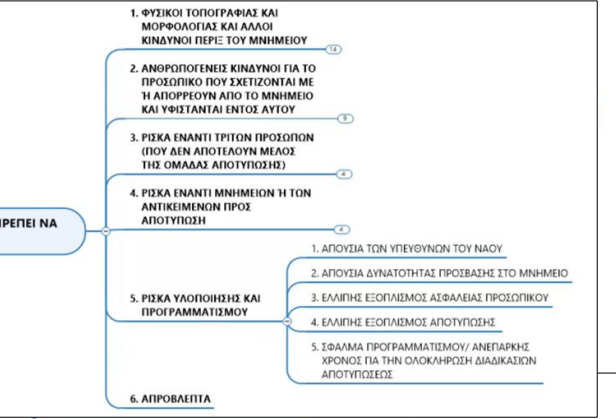 1. ΦΥΣΙΚΟΙ ΤΟΠΟΓΡΑΦΙΑΣ ΚΑΙ
ΜΟΡΦΟΛΟΓΙΑΣ ΚΑΙ ΑΛΛΟΙ
ΚΙΝΔΥΝΟΙ ΠΕΡΙΞ ΤΟΥ ΜΝΗΜΕΙΟΥ
14
2. ΑΝΘΡΩΠΟΓΕΝΕΙΣ ΚΙΝΔΥΝΟΙ ΓΙΑ ΤΟ
ΠΡΟΣΩΠΙΚΟ ΠΟΥ ΣΧΕΤΙΖΟΝΤΑΙ ΜΕ
Ή ΑΠΟΡΡΕΟΥΝ ΑΠΟ ΤΟ ΜΝΗΜΕΙΟ
ΚΑΙ ΥΦΙΣΤΑΝΤΑΙ ΕΝΤΟΣ ΑΥΤΟΥ
9
3. ΡΙΣΚΑ ΕΝΑΝΤΙ ΤΡΙΤΩΝ ΠΡΟΣΩΠΩΝ
(ΠΟΥ ΔΕΝ ΑΠΟΤΕΛΟΥΝ ΜΕΛΟΣ
ΤΗΣ ΟΜΑΔΑΣ ΑΠΟΤΥΠΩΣΗΣ)
4
4. ΡΙΣΚΑ ΕΝΑΝΤΙ ΜΝΗΜΕΙΩΝ Ή ΤΩΝ
ΑΝΤΙΚΕΙΜΕΝΩΝ ΠΡΟΣ
ΑΠΟΤΥΠΩΣΗ
4
ΙΡΕΠΕΙ ΝΑ
5. ΡΙΣΚΑ ΥΛΟΠΟΙΗΣΗΣ ΚΑΙ
ΠΡΟΓΡΑΜΜΑΤΙΣΜΟΥ
1. ΑΠΟΥΣΙΑ ΤΩΝ ΥΠΕΥΘΥΝΩΝ ΤΟΥ ΝΑΟΥ
2. ΑΠΟΥΣΙΑ ΔΥΝΑΤΟΤΗΤΑΣ ΠΡΟΣΒΑΣΗΣ ΣΤΟ ΜΝΗΜΕΙΟ
3. ΕΛΛΙΠΗΣ ΕΞΟΠΛΙΣΜΟΣ ΑΣΦΑΛΕΙΑΣ ΠΡΟΣΩΠΙΚΟΥ
4. ΕΛΛΙΠΗΣ ΕΞΟΠΛΙΣΜΟΣ ΑΠΟΤΥΠΩΣΗΣ
5. ΣΦΑΛΜΑ ΠΡΟΓΡΑΜΜΑΤΙΣΜΟΥ/ ΑΝΕΠΑΡΚΗΣ
ΧΡΟΝΟΣ ΓΙΑ ΤΗΝ ΟΛΟΚΛΗΡΩΣΗ ΔΙΑΔΙΚΑΣΙΩΝ
ΑΠΟΤΥΠΩΣΕΩΣ
6. ΑΠΡΟΒΛΕΠΤΑ